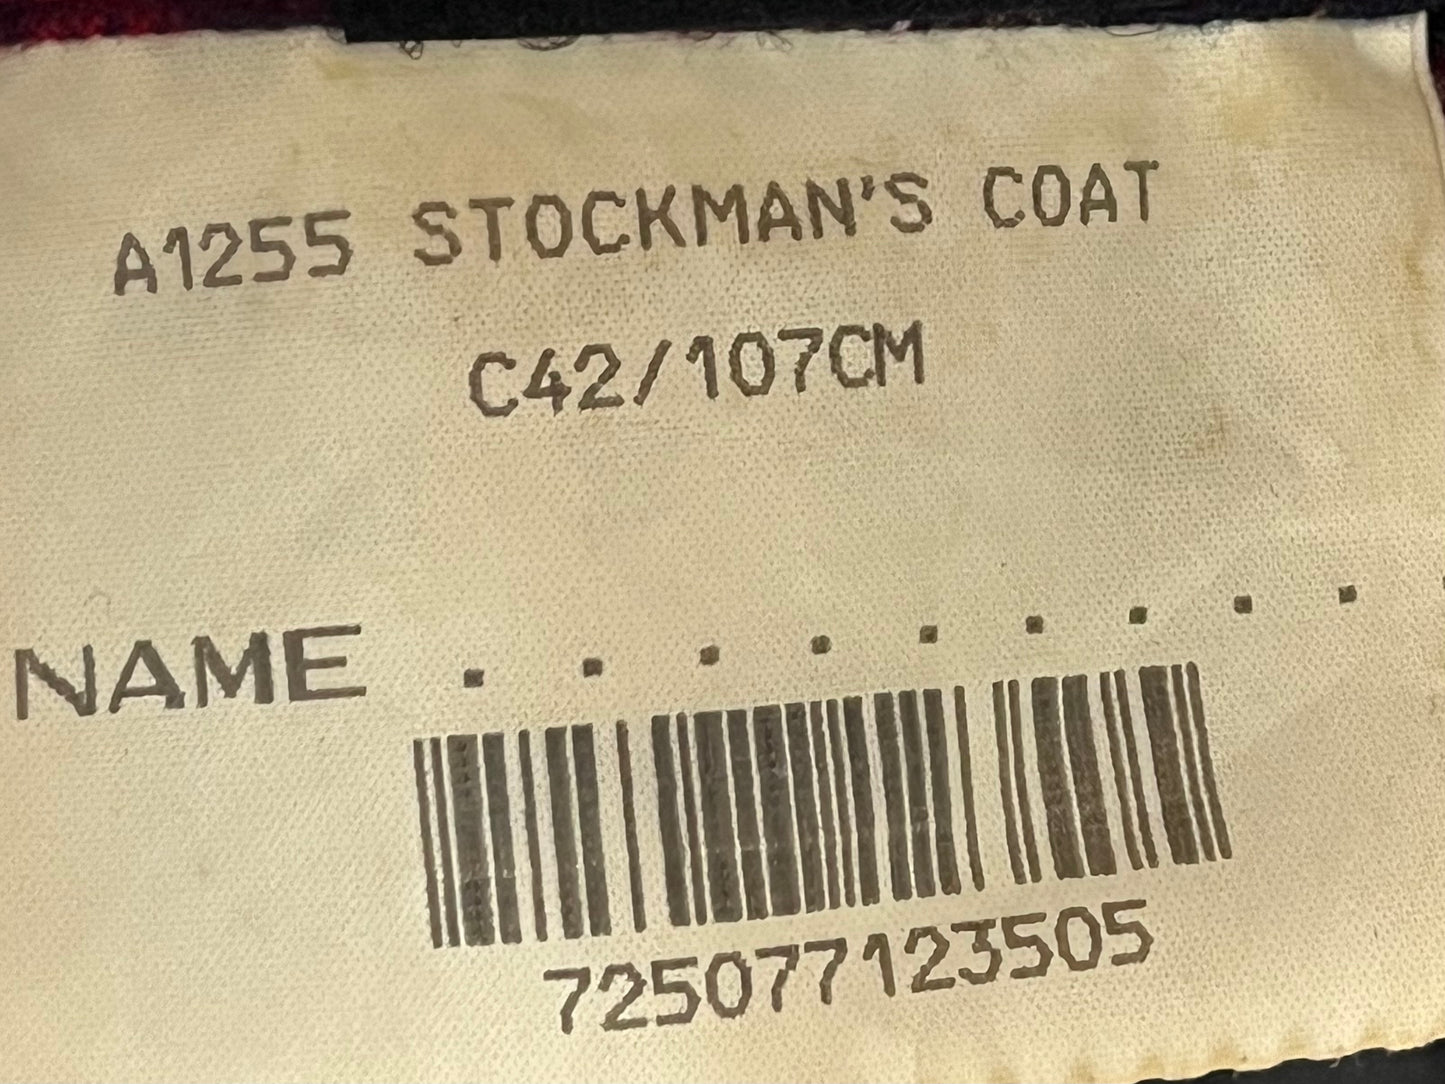 A1255 STOCKMAN'S COAT
C42/107CM
NAME . . . . . . . . .
725077123505